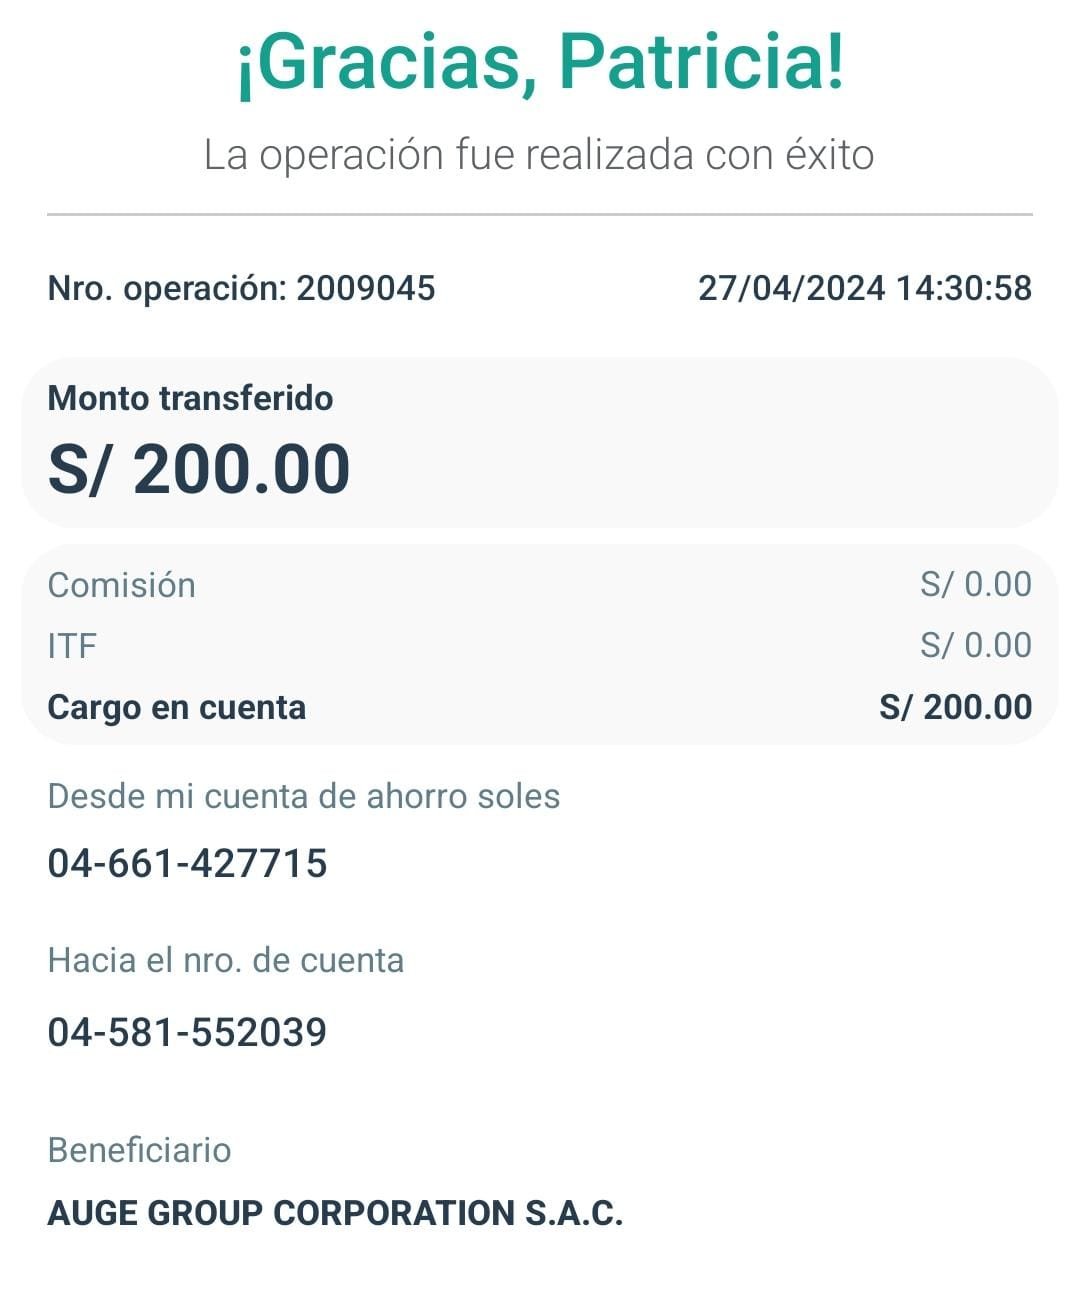 ¡Gracias, Patricia!
La operación fue realizada con éxito
Nro. operación: 2009045 27/04/2024 14:30:58
Monto transferido
S/ 200.00
Comisión S/ 0.00
ITF S/ 0.00
Cargo en cuenta S/ 200.00
Desde mi cuenta de ahorro soles
04-661-427715
Hacia el nro. de cuenta
04-581-552039
Beneficiario
AUGE GROUP CORPORATION S.A.C.